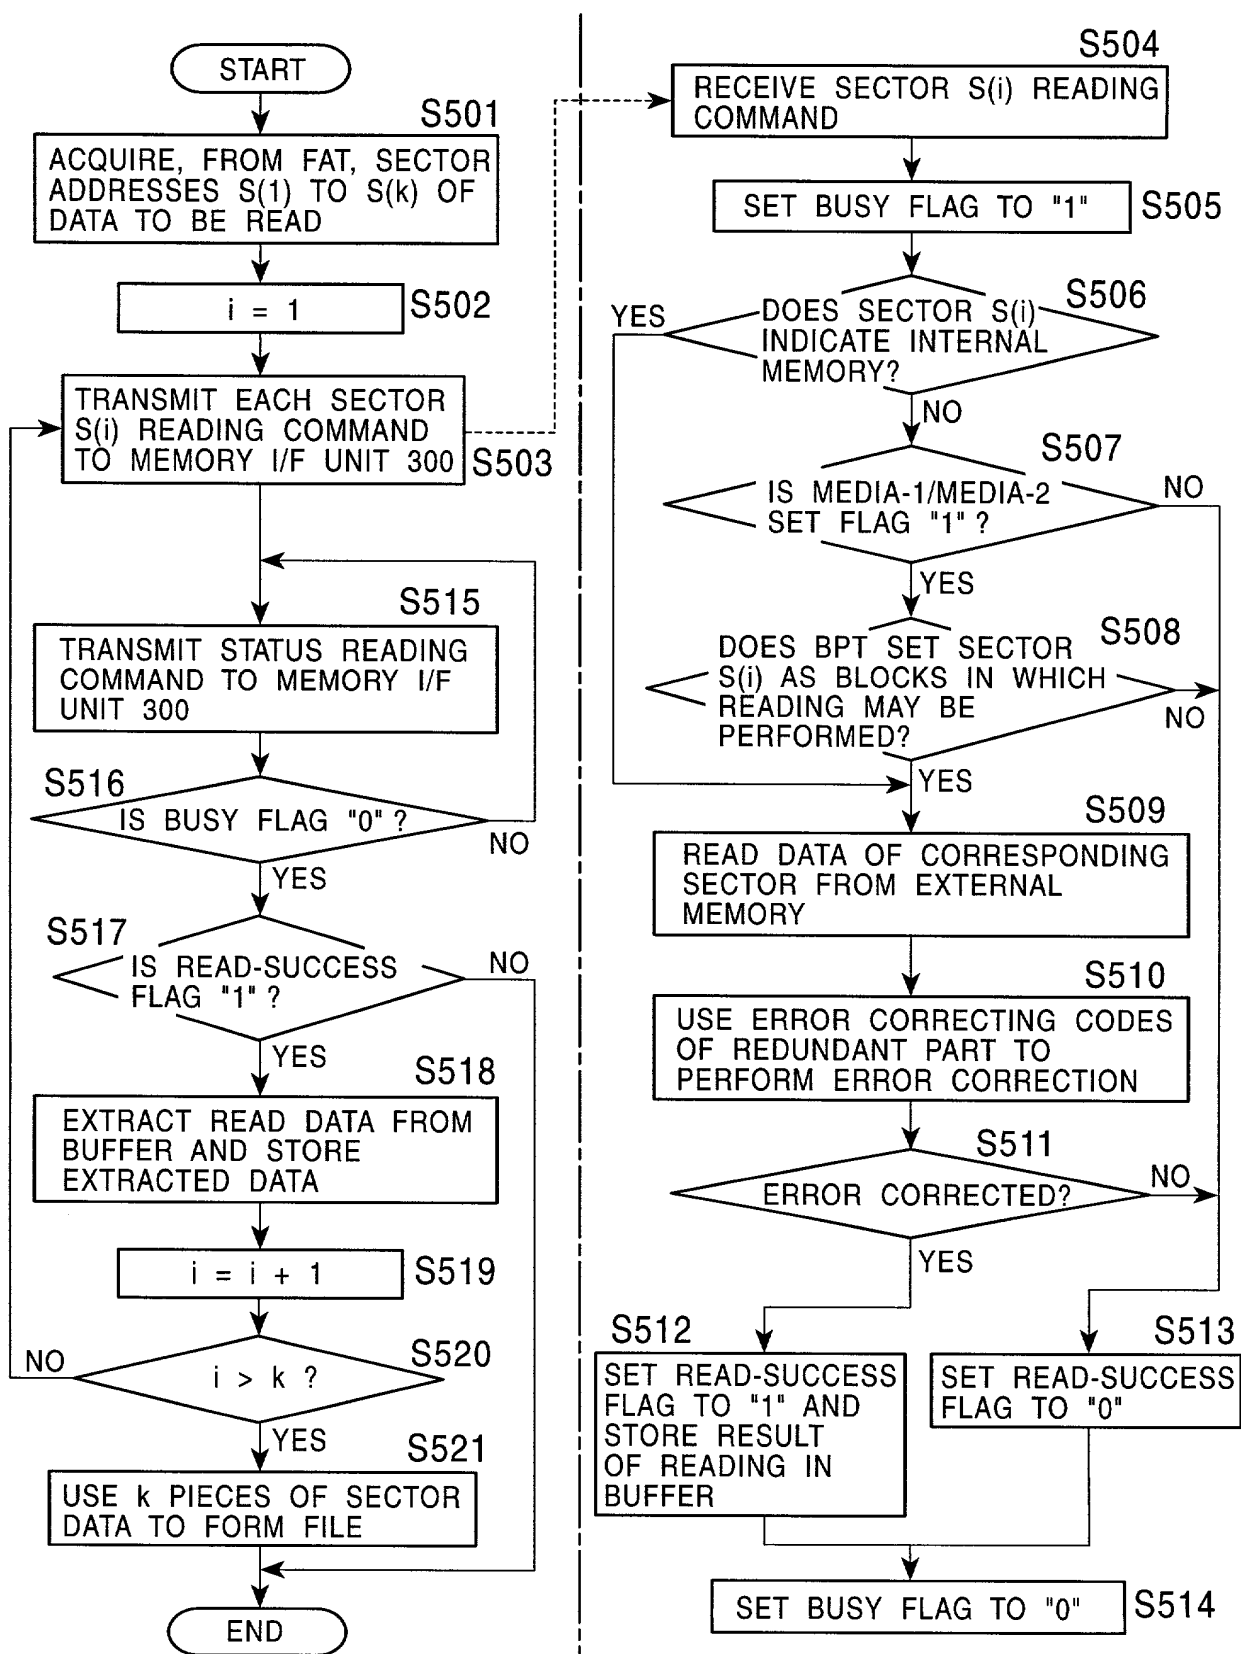 START
S501
ACQUIRE, FROM FAT, SECTOR
ADDRESSES S(1) TO S(k) OF
DATA TO BE READ
i = 1
S502
TRANSMIT EACH SECTOR
S(i) READING COMMAND
TO MEMORY I/F UNIT 300
S503
S515
TRANSMIT STATUS READING
COMMAND TO MEMORY I/F
UNIT 300
S516
IS BUSY FLAG "0" ?
NO
YES
S517
IS READ-SUCCESS
FLAG "1" ?
NO
YES
S518
EXTRACT READ DATA FROM
BUFFER AND STORE
EXTRACTED DATA
i = i + 1
S519
NO
i > k ?
S520
YES
S521
USE k PIECES OF SECTOR
DATA TO FORM FILE
END
S504
RECEIVE SECTOR S(i) READING
COMMAND
SET BUSY FLAG TO "1"
S505
S506
YES
DOES SECTOR S(i)
INDICATE INTERNAL
MEMORY?
NO
S507
IS MEDIA-1/MEDIA-2
SET FLAG "1" ?
NO
YES
S508
DOES BPT SET SECTOR
S(i) AS BLOCKS IN WHICH
READING MAY BE
PERFORMED?
NO
YES
S509
READ DATA OF CORRESPONDING
SECTOR FROM EXTERNAL
MEMORY
S510
USE ERROR CORRECTING CODES
OF REDUNDANT PART TO
PERFORM ERROR CORRECTION
S511
ERROR CORRECTED?
NO
YES
S512
SET READ-SUCCESS
FLAG TO "1" AND
STORE RESULT
OF READING IN
BUFFER
S513
SET READ-SUCCESS
FLAG TO "0"
SET BUSY FLAG TO "0"
S514